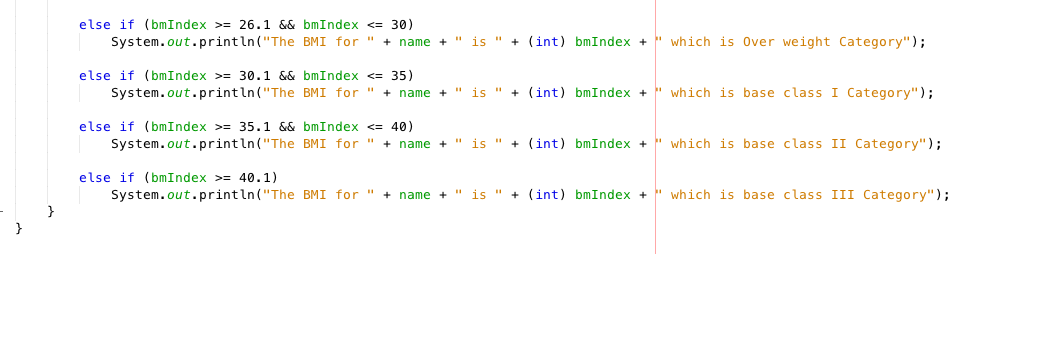 else if (bmIndex >= 26.1 && bmIndex <= 30)
System.out.println("The BMI for " + name + " is " + (int) bmIndex + " which is Over weight Category");
else if (bmIndex >= 30.1 && bmIndex <= 35)
System.out.println("The BMI for " + name + " is " + (int) bmIndex + " which is base class I Category");
else if (bmIndex >= 35.1 && bmIndex <= 40)
System.out.println("The BMI for " + name + " is " + (int) bmIndex + " which is base class II Category");
else if (bmIndex >= 40.1)
System.out.println("The BMI for " + name + " is " + (int) bmIndex + " which is base class III Category");
}
}